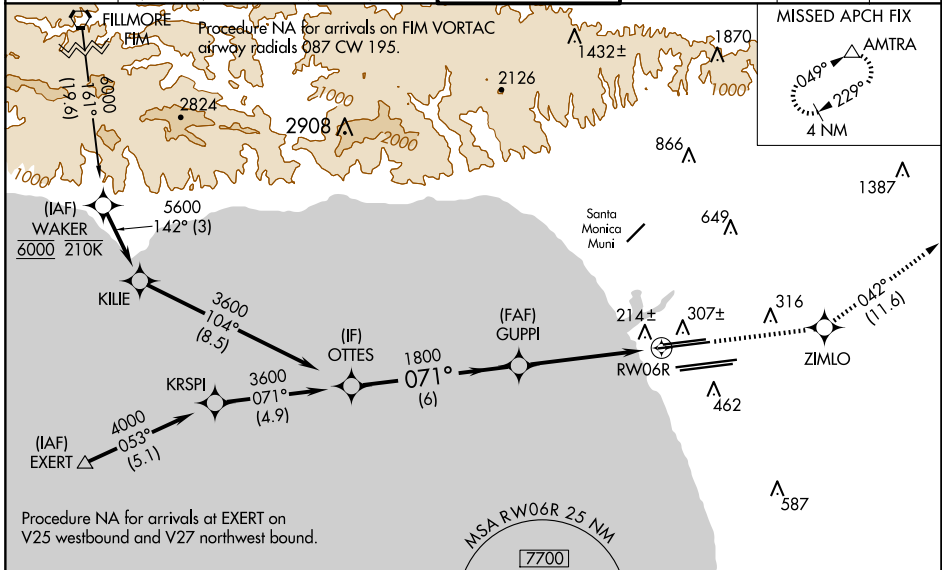 FILLMORE
FIM
Procedure NA for arrivals on FIM VORTAC
airway radials 087 CW 195.
MISSED APCH FIX
AMTRA
049°
229°
4 NM
1432±
1870
1000
6000
161°
(19.6)
2824
1000
2126
2908
2000
1000
866
1387
(IAF)
WAKER
6000 210K
5600
142° (3)
Santa
Monica
Muni
649
KILIE
3600
104°
(8.5)
042°
(11.6)
(IF)
OTTES
(FAF)
GUPPI
214±
307±
316
ZIMLO
RW06R
1800
071°
(6)
KRSPI
3600
071°
(4.9)
462
4000
053°
(5.1)
(IAF)
EXERT
587
Procedure NA for arrivals at EXERT on
V25 westbound and V27 northwest bound.
MSA RW06R 25 NM
7700